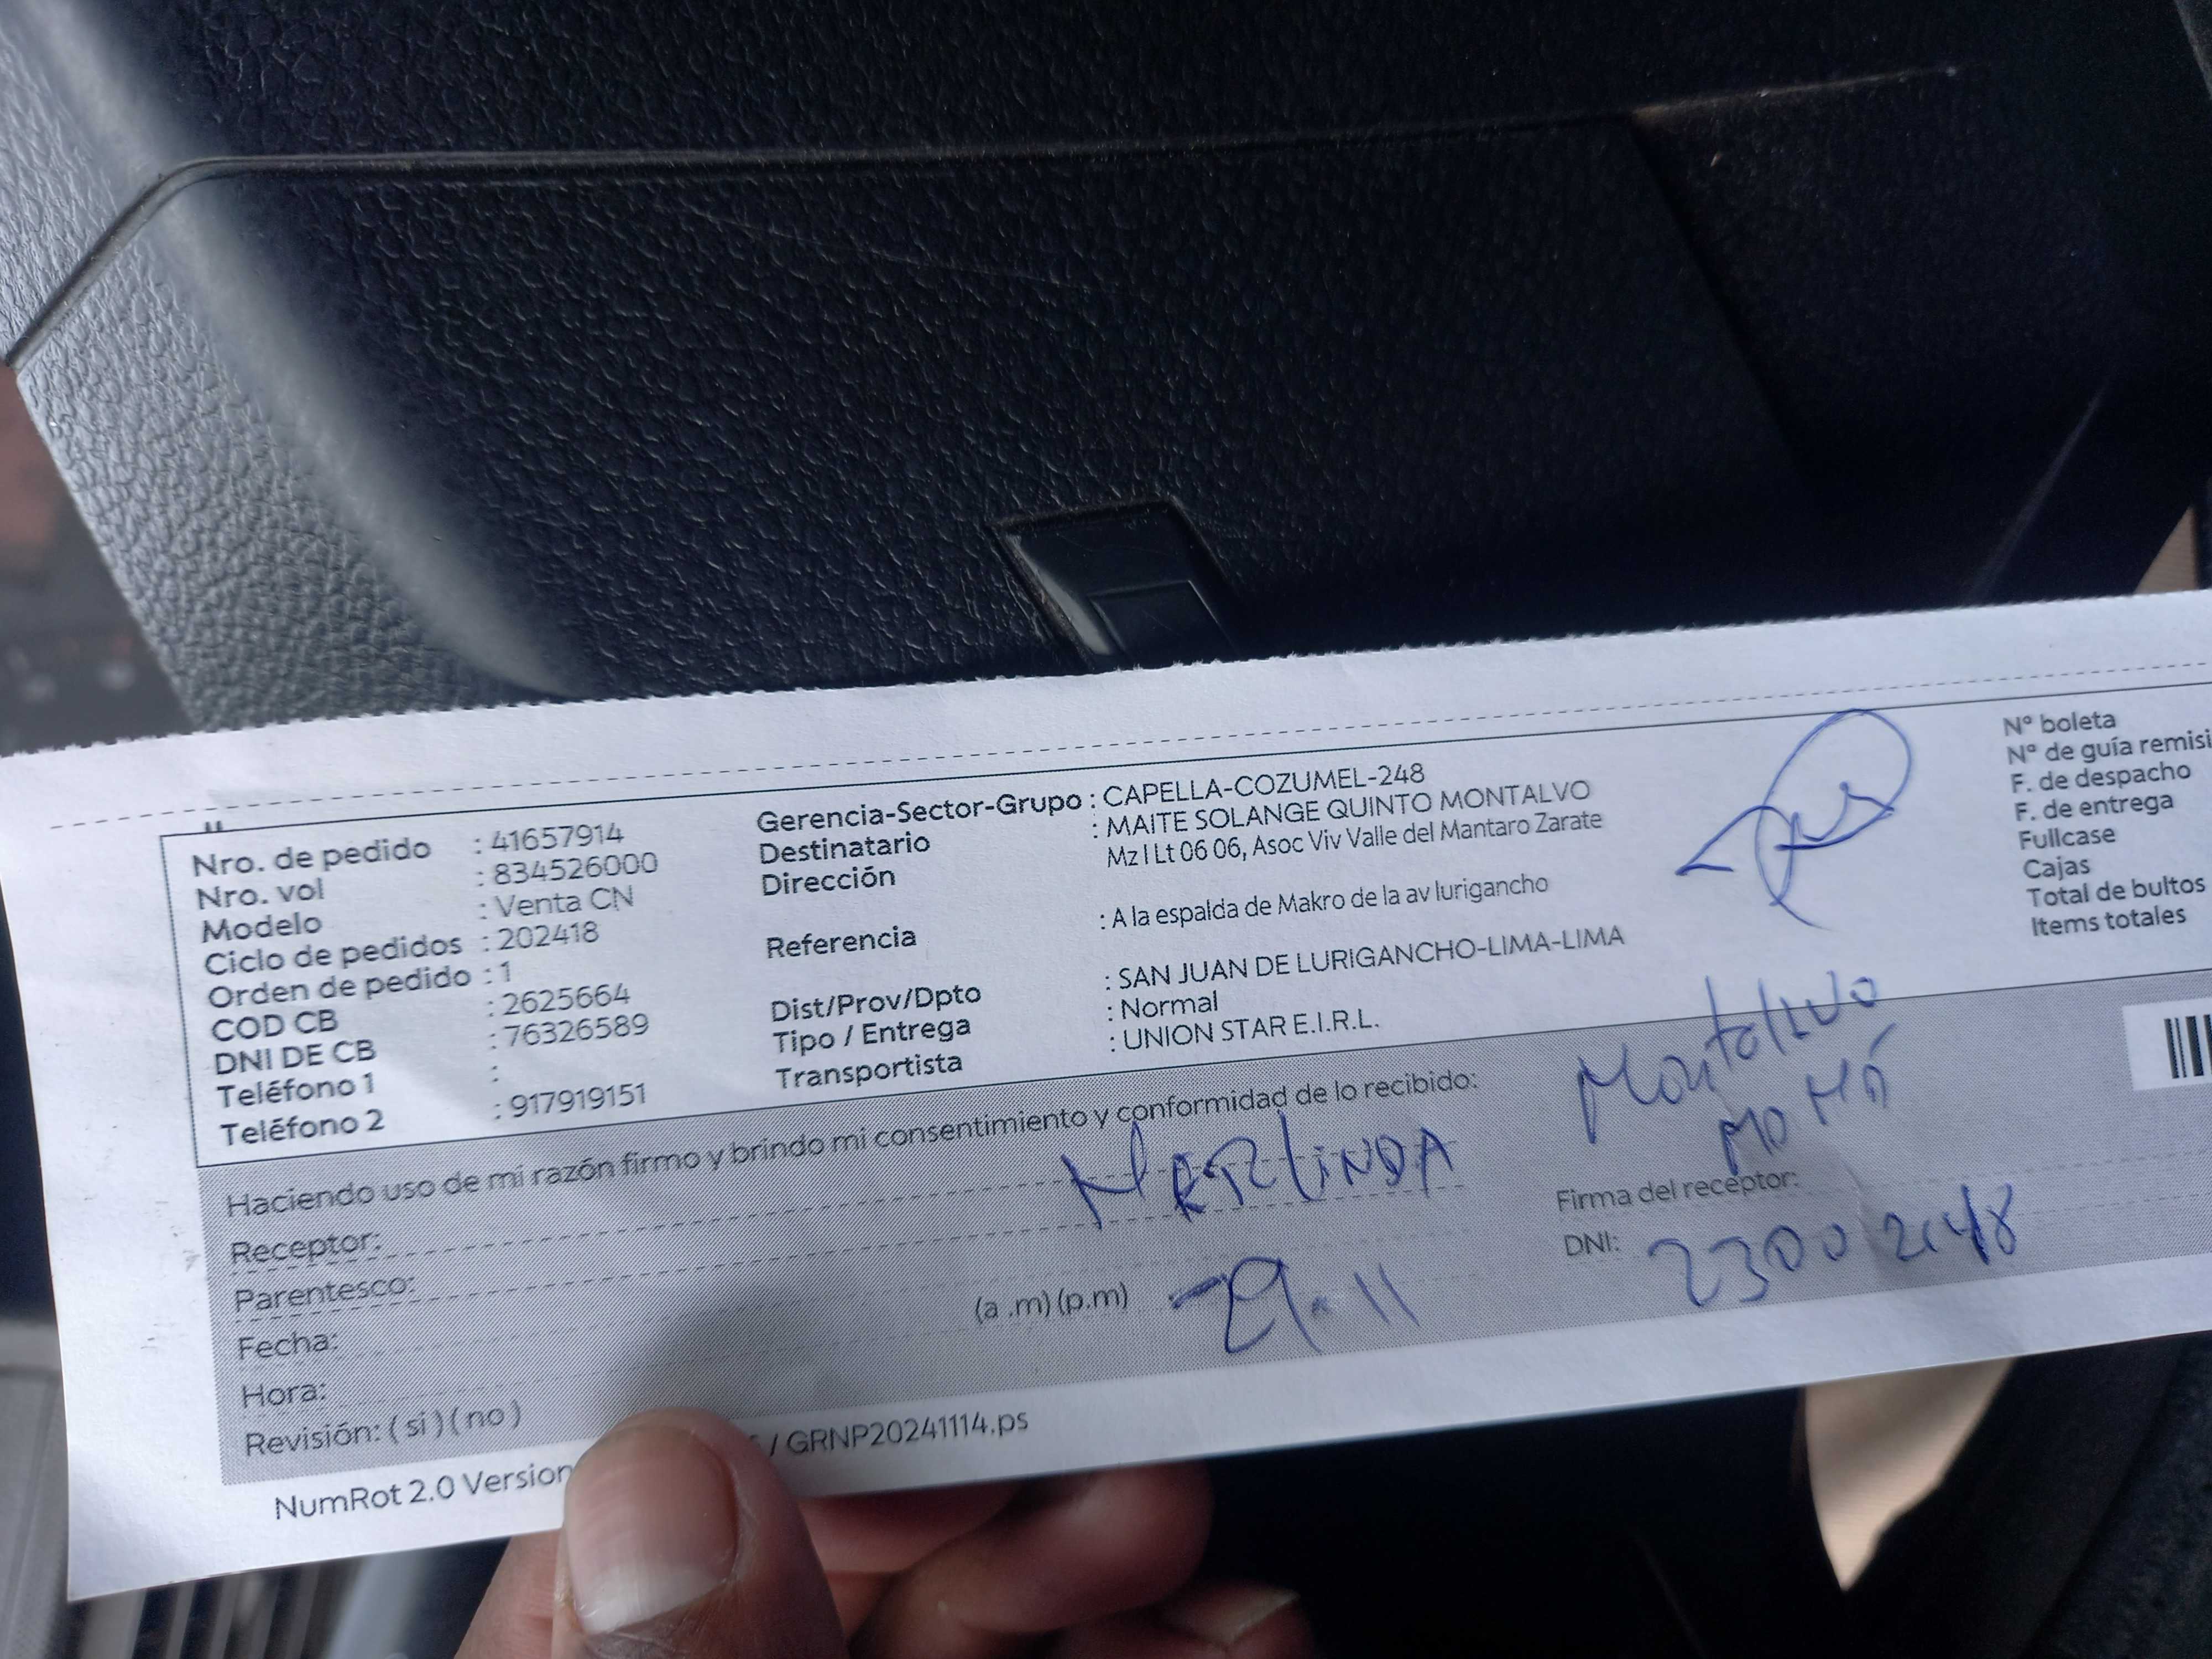 Nro. de pedido : 41657914
Nro. vol : 834526000
Modelo : Venta CN
Ciclo de pedidos : 202418
Orden de pedido : 1
COD CB : 2625664
DNI DE CB : 76326589
Teléfono 1 :
Teléfono 2 : 917919151
Gerencia-Sector-Grupo : CAPELLA-COZUMEL-248
Destinatario : MAITE SOLANGE QUINTO MONTALVO
Dirección Mz I Lt 06 06, Asoc Viv Valle del Mantaro Zarate
Referencia : A la espalda de Makro de la av lurigancho
Dist/Prov/Dpto : SAN JUAN DE LURIGANCHO-LIMA-LIMA
Tipo / Entrega : Normal
Transportista : UNION STAR E.I.R.L.
Nº boleta
Nº de guía remisi
F. de despacho
F. de entrega
Fullcase
Cajas
Total de bultos
Items totales
Haciendo uso de mi razón firmo y brindo mi consentimiento y conformidad de lo recibido:
Montalvo
MAMÁ
Receptor:
Parentesco:
Fecha:
Hora: (a .m) (p.m) 29-11
Revisión: ( si ) ( no )
Firma del receptor:
DNI: 23002148
NumRot 2.0 Version / GRNP20241114.ps